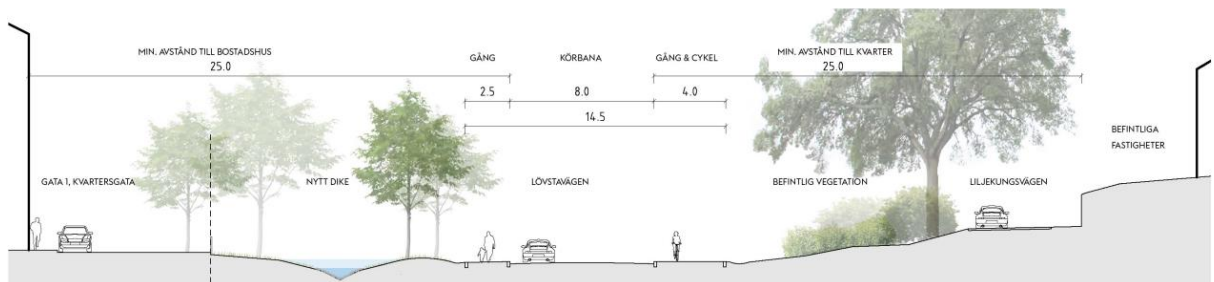 MIN. AVSTÅND TILL BOSTADSHUS
25.0
GÅNG
KÖRBANA
GÅNG & CYKEL
MIN. AVSTÅND TILL KVARTER
25.0
2.5
8.0
4.0
14.5
BEFINTLIGA
FASTIGHETER
GATA 1, KVARTERSGATA
NYTT DIKE
LÖVSTAVÄGEN
BEFINTLIG VEGETATION
LILJEKUNGSVÄGEN